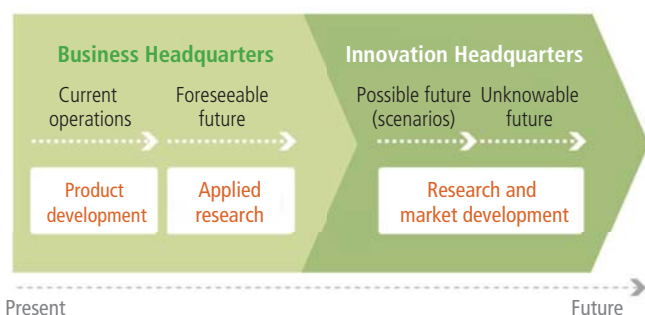 Business Headquarters
Innovation Headquarters
Current
operations
Foreseeable
future
Possible future
(scenarios)
Unknowable
future
Product
development
Applied
research
Research and
market development
Present
Future